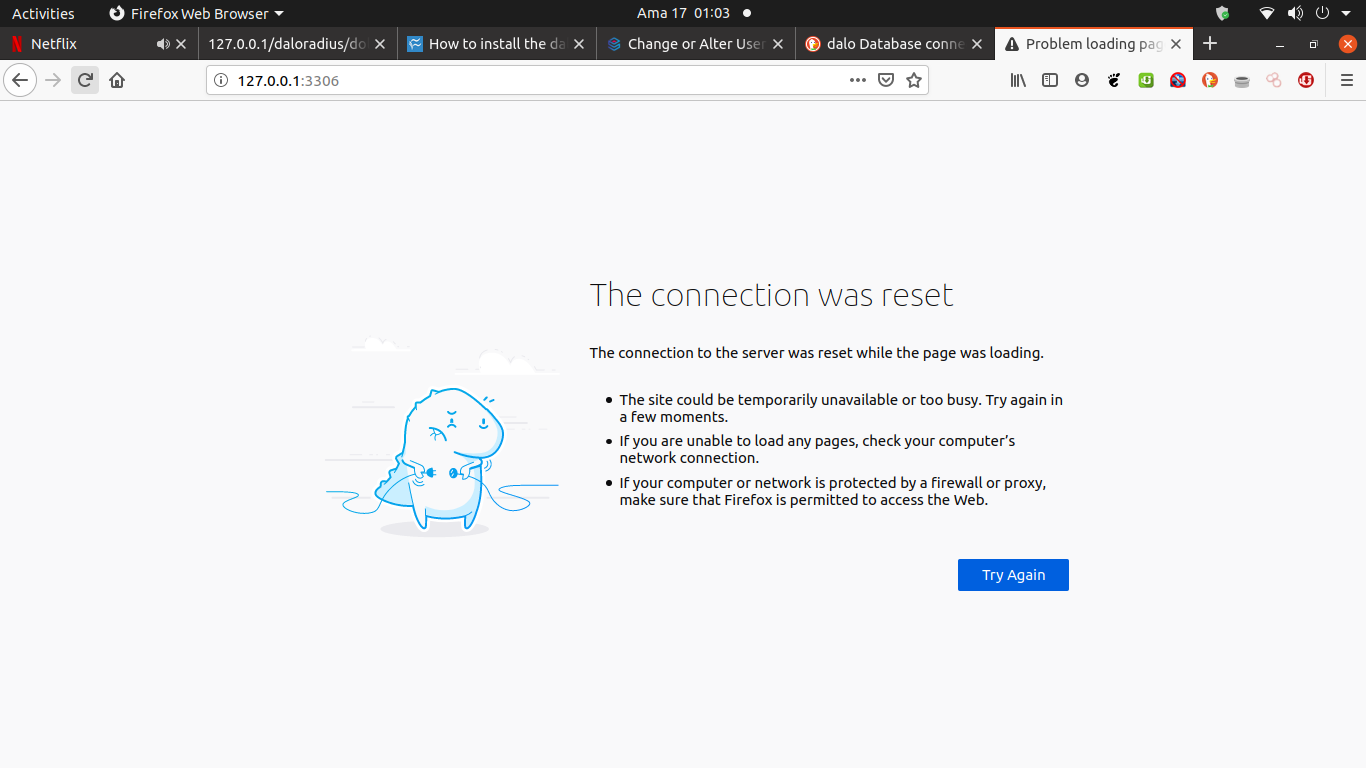 Activities Firefox Web Browser Ama 17 01:03
Netflix 127.0.0.1/daloradius/do How to install the da Change or Alter User dalo Database conne Problem loading pag
127.0.0.1:3306
The connection was reset
The connection to the server was reset while the page was loading.
The site could be temporarily unavailable or too busy. Try again in
a few moments.
If you are unable to load any pages, check your computer’s
network connection.
If your computer or network is protected by a firewall or proxy,
make sure that Firefox is permitted to access the Web.
Try Again